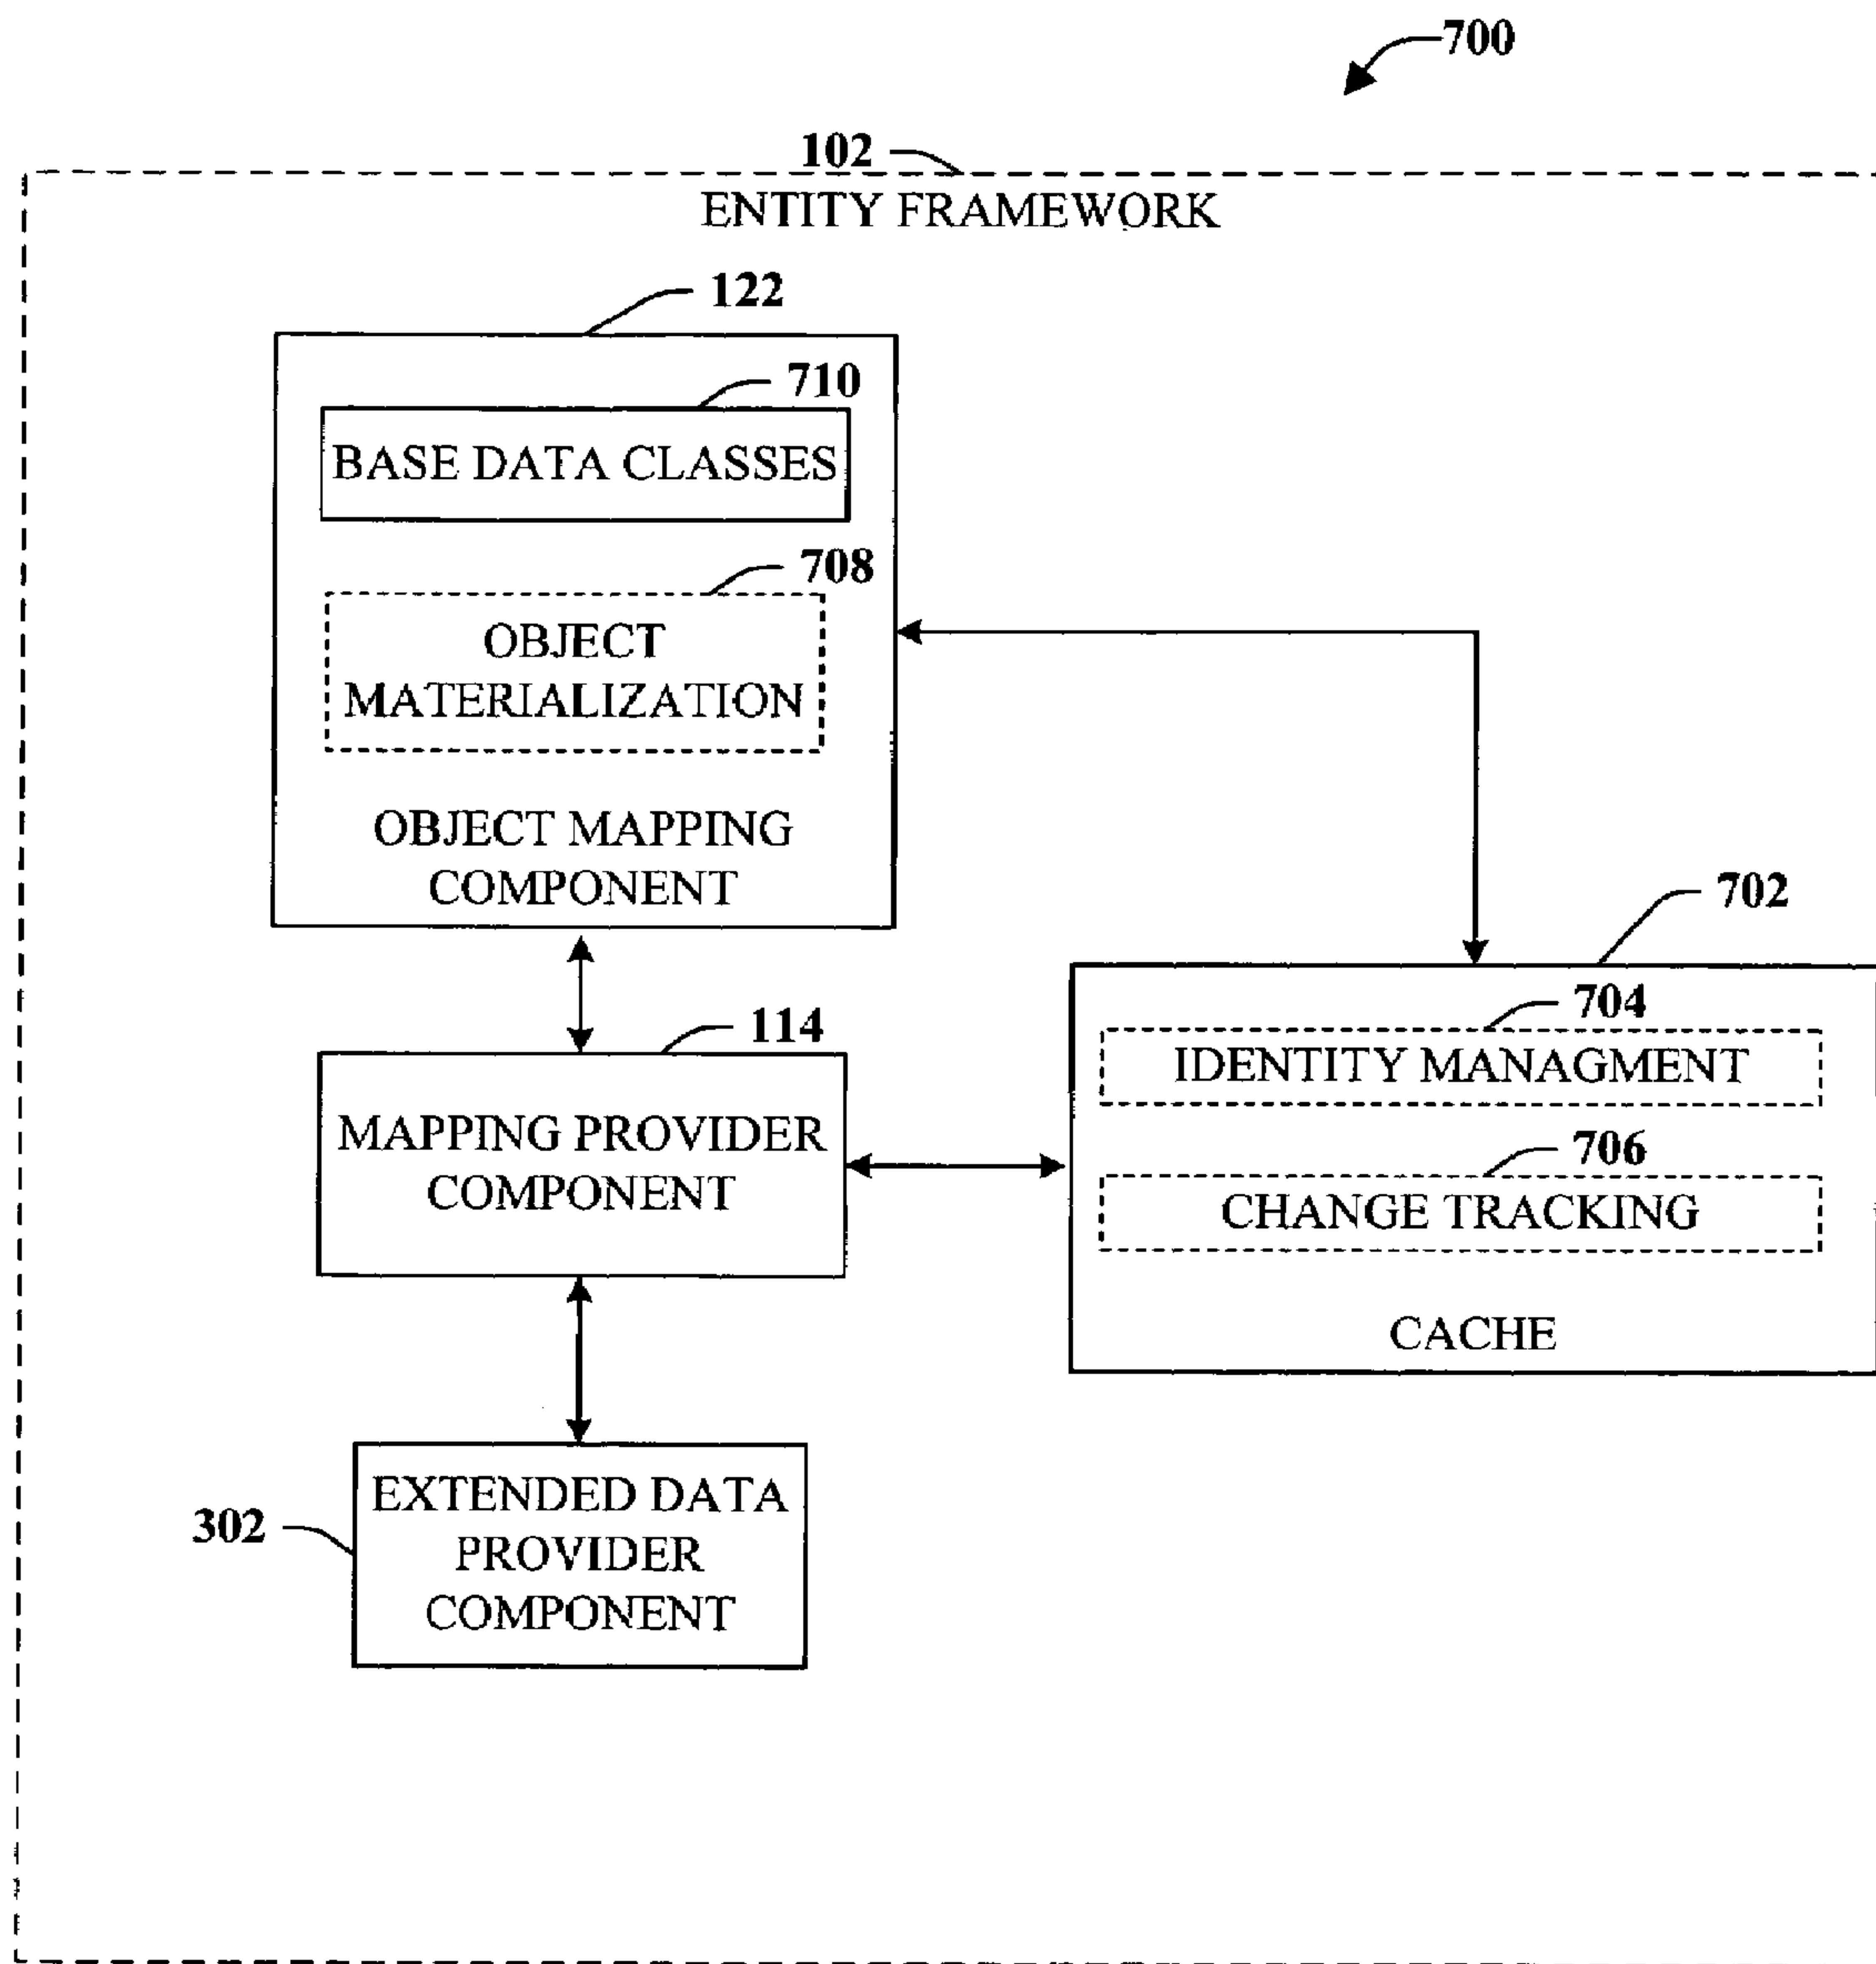 700
102
ENTITY FRAMEWORK
122
710
BASE DATA CLASSES
708
OBJECT
MATERIALIZATION
OBJECT MAPPING
COMPONENT
702
704
IDENTITY MANAGMENT
114
MAPPING PROVIDER
COMPONENT
706
CHANGE TRACKING
CACHE
302
EXTENDED DATA
PROVIDER
COMPONENT